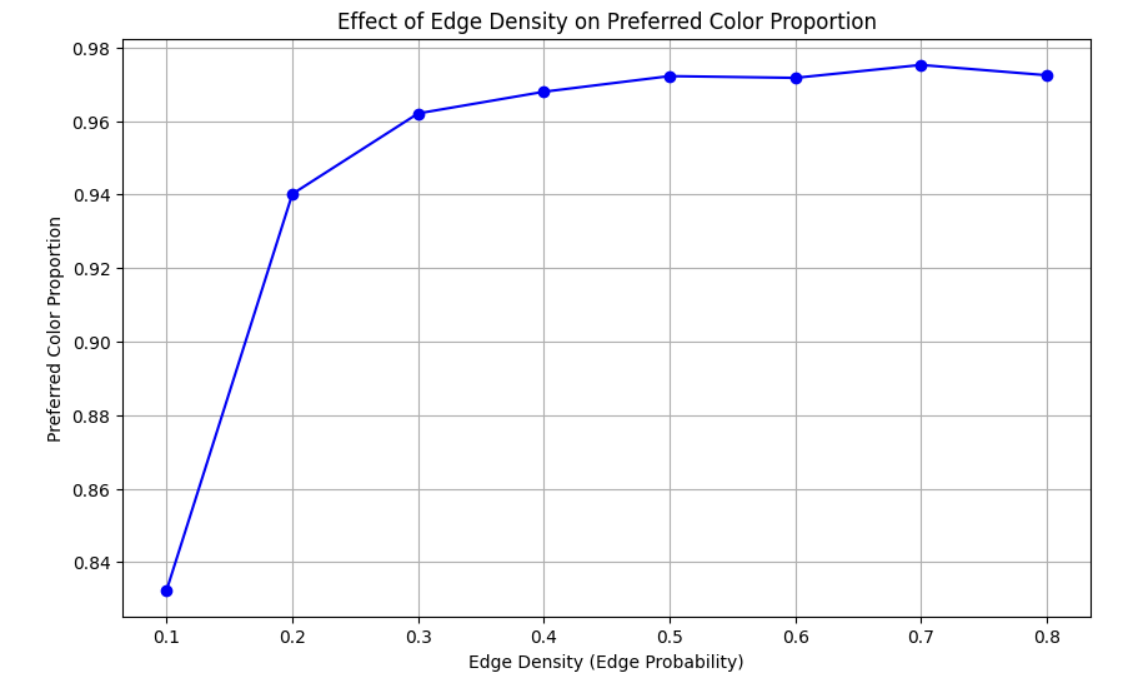 Effect of Edge Density on Preferred Color Proportion
0.98
0.96
0.94
0.92
0.90
0.88
0.86
0.84
Preferred Color Proportion
0.1 0.2 0.3 0.4 0.5 0.6 0.7 0.8
Edge Density (Edge Probability)